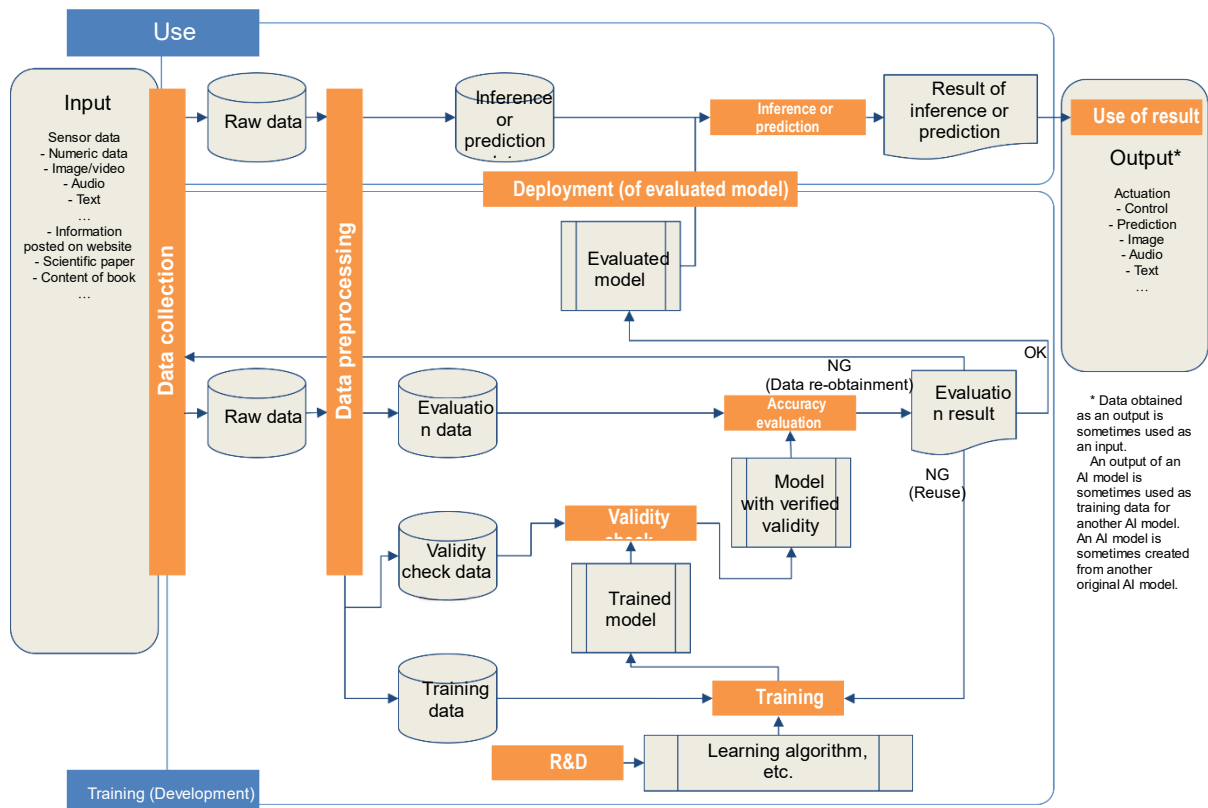 Use
Input
Sensor data
- Numeric data
- Image/video
- Audio
- Text
…
- Information
posted on website
- Scientific paper
- Content of book
…
Data collection
Raw data
Data preprocessing
Inference
or
prediction
Inference or
prediction
Result of
inference or
prediction
Use of result
Output*
Actuation
- Control
- Prediction
- Image
- Audio
- Text
…
Deployment (of evaluated model)
Evaluated
model
OK
NG
(Data re-obtainment)
Raw data
Evaluatio
n data
Accuracy
evaluation
Evaluatio
n result
* Data obtained
as an output is
sometimes used as
an input.
An output of an
AI model is
sometimes used as
training data for
another AI model.
An AI model is
sometimes created
from another
original AI model.
NG
(Reuse)
Model
with verified
validity
Validity
Validity
check data
Trained
model
Training
data
Training
R&D
Learning algorithm,
etc.
Training (Development)